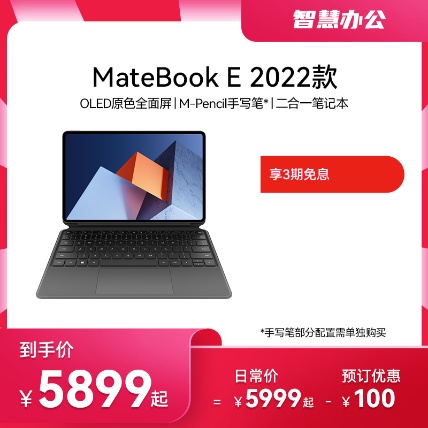 智慧办公
MateBook E 2022款
OLED原色全面屏|M-Pencil手写笔*|二合一笔记本
享3期免息
*手写笔部分配置需单独购买
到手价
¥5899起
=
日常价
¥5999起
-
预订优惠
¥100